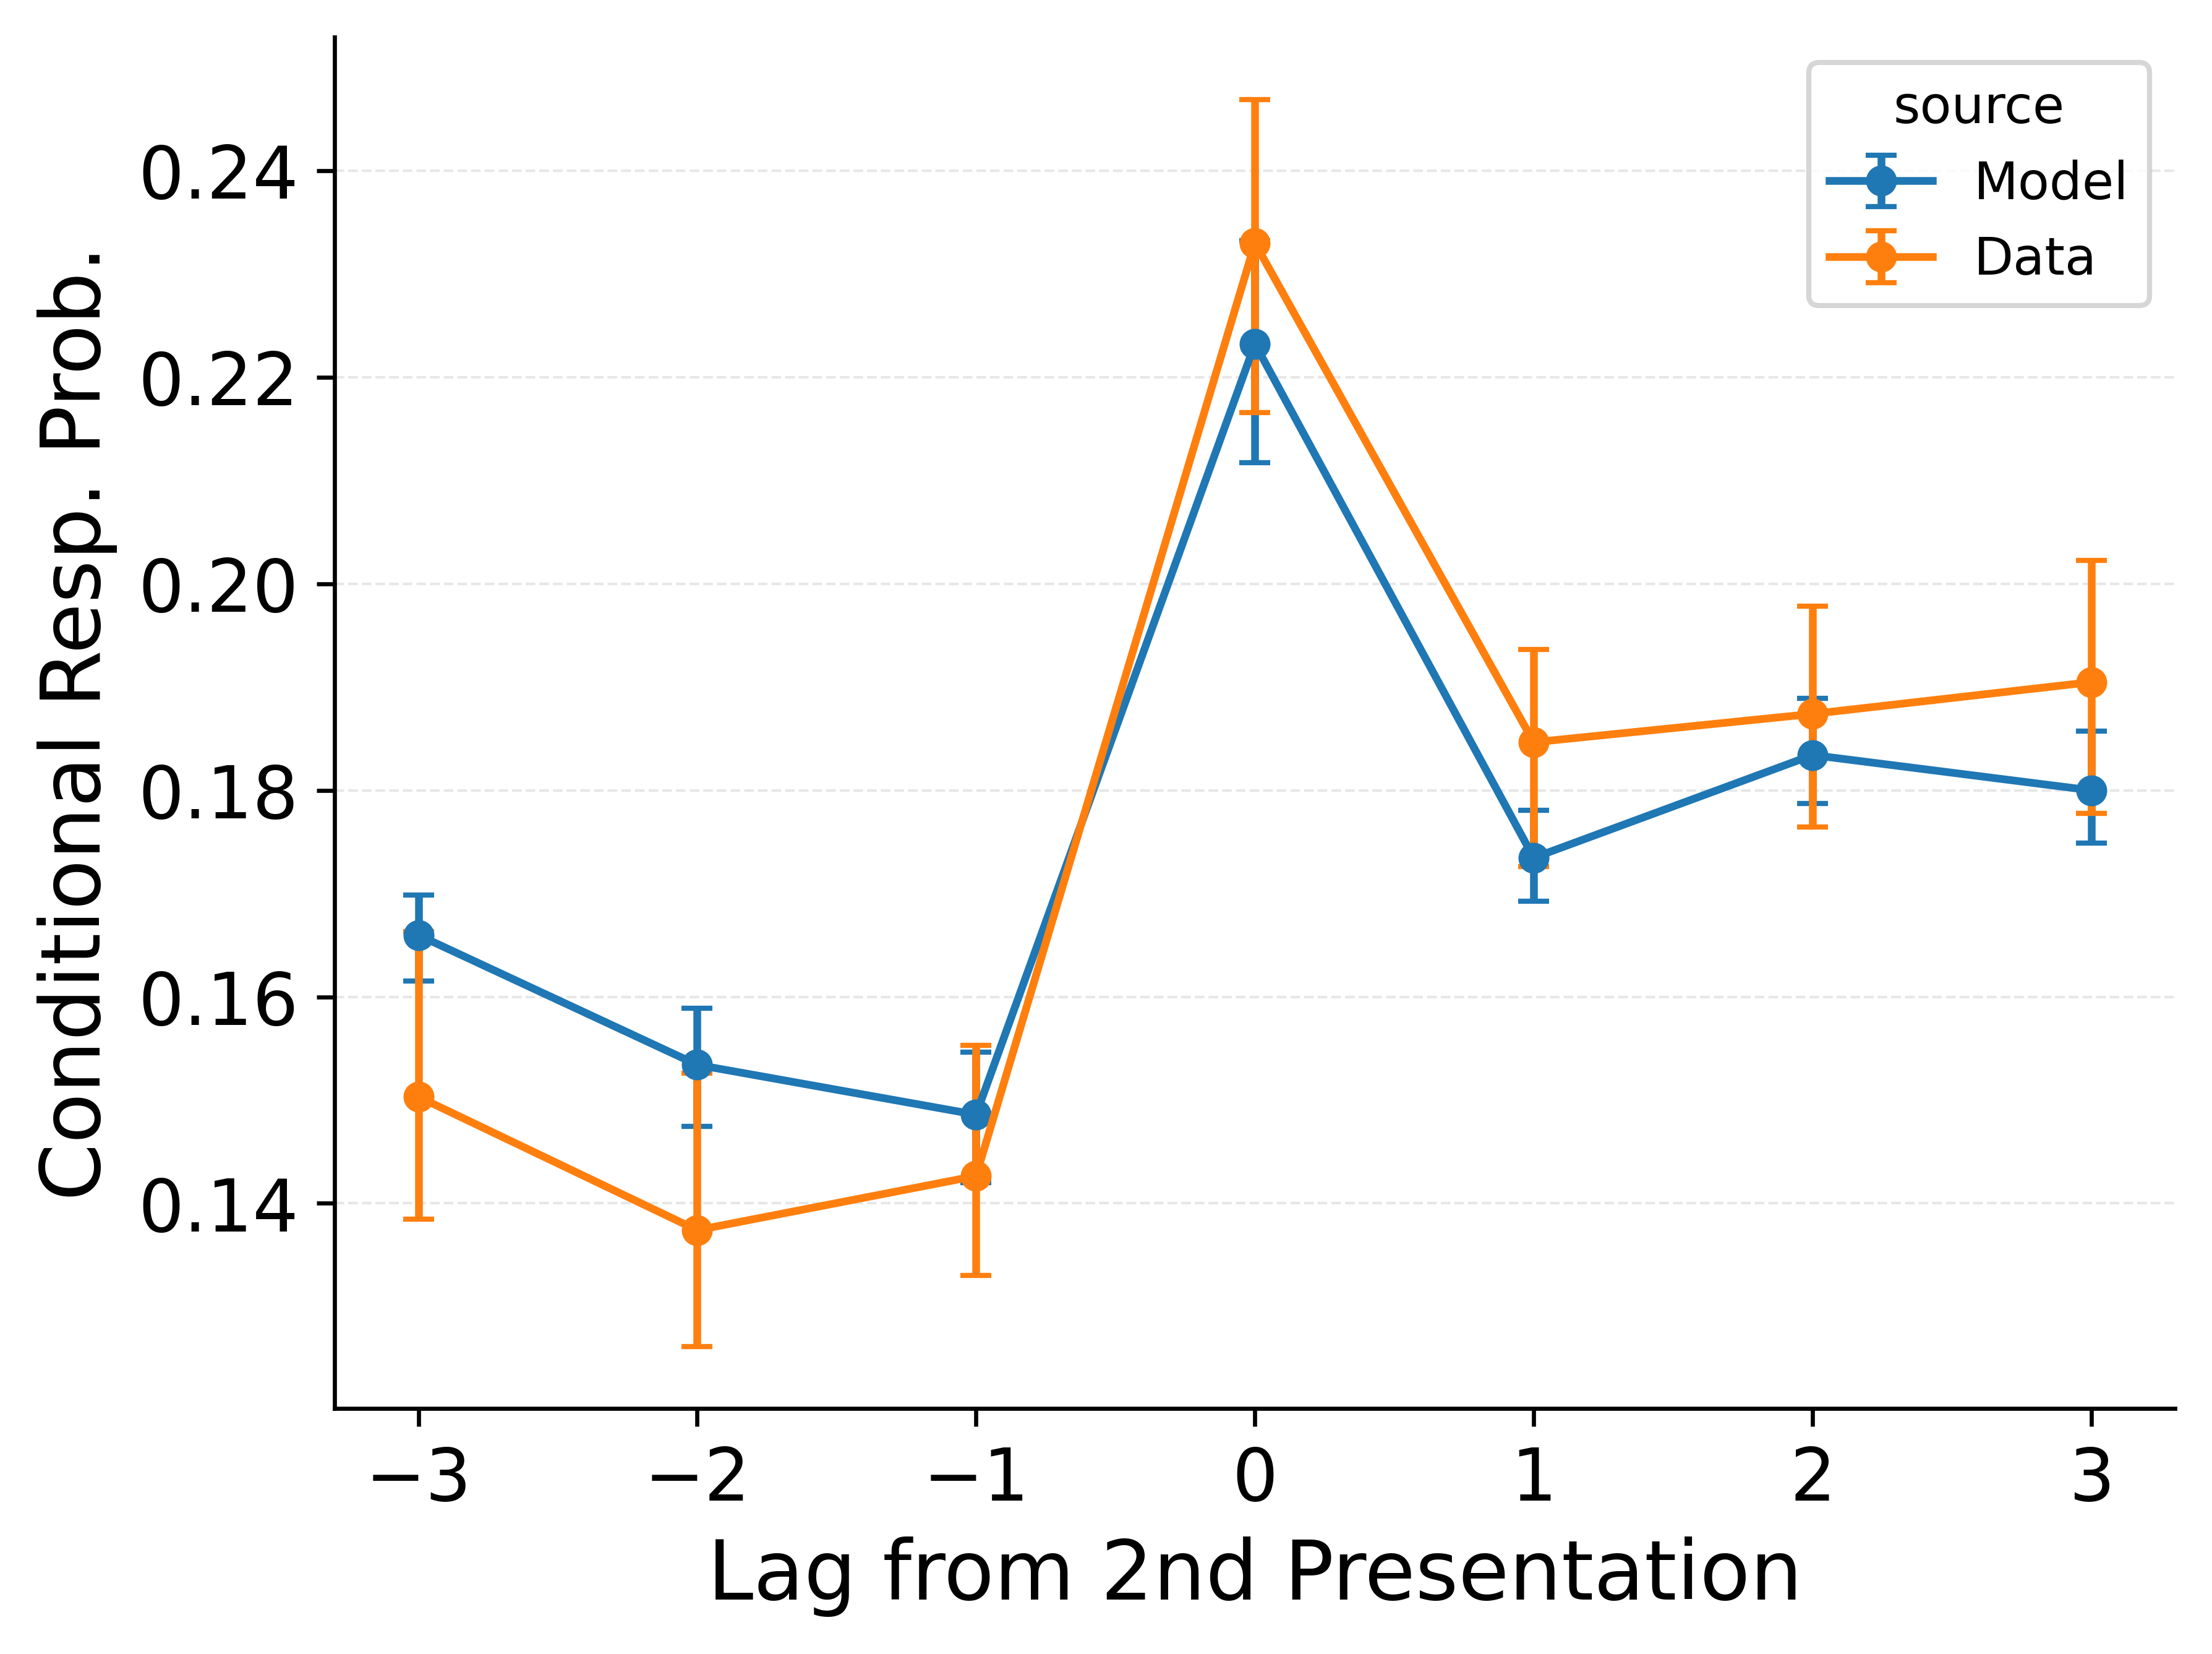 source
Model
Data
Conditional Resp. Prob.
0.24
0.22
0.20
0.18
0.16
0.14
−3 −2 −1 0 1 2 3
Lag from 2nd Presentation